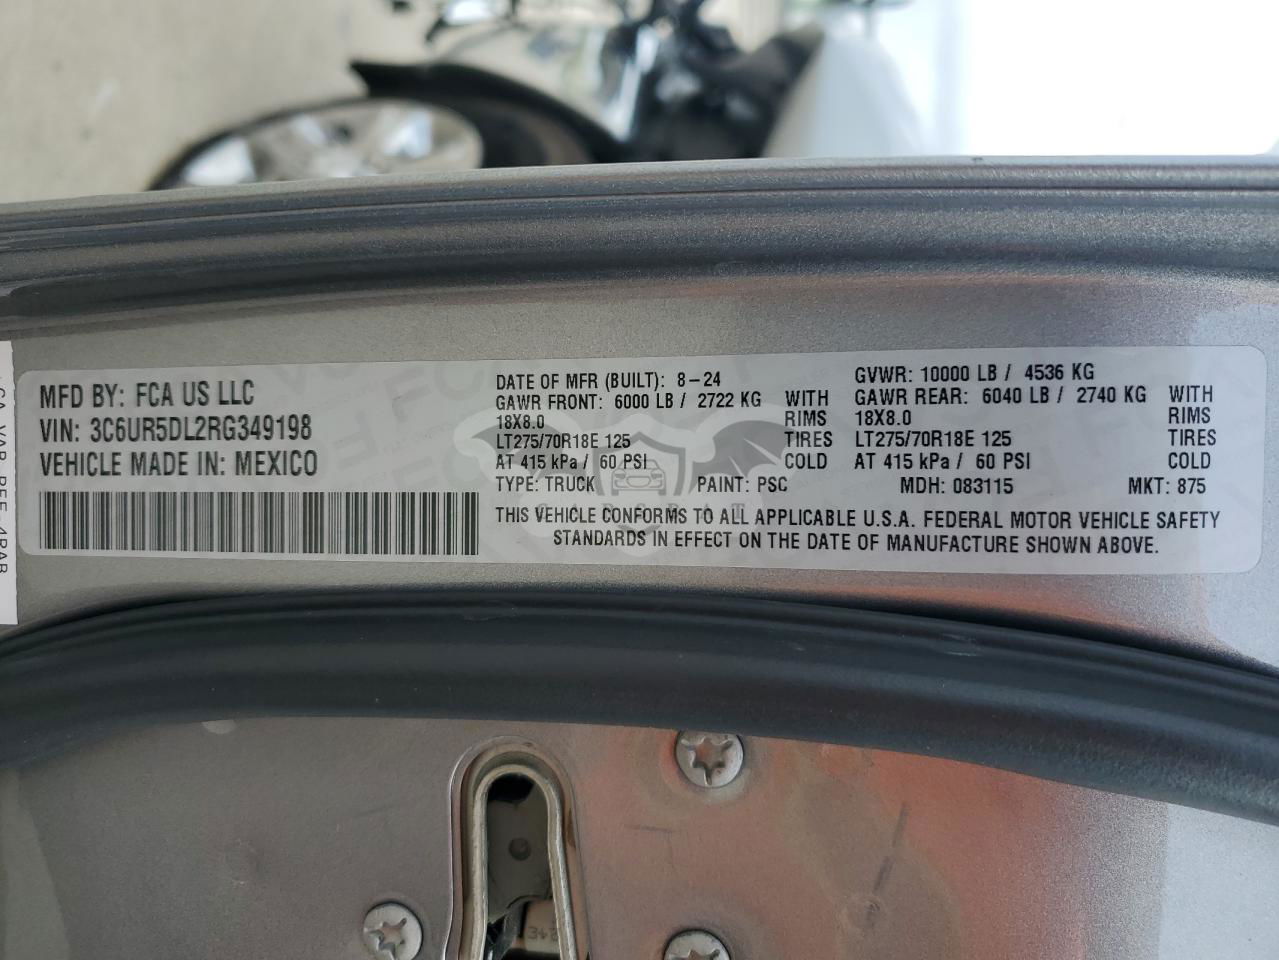 MFD BY: FCA US LLC
VIN: 3C6UR5DL2RG349198
VEHICLE MADE IN: MEXICO
DATE OF MFR (BUILT): 8-24
GAWR FRONT: 6000 LB / 2722 KG WITH
18X8.0 RIMS
LT275/70R18E 125 TIRES
AT 415 kPa / 60 PSI COLD
GVWR: 10000 LB / 4536 KG
GAWR REAR: 6040 LB / 2740 KG WITH
18X8.0 RIMS
LT275/70R18E 125 TIRES
AT 415 kPa / 60 PSI COLD
TYPE: TRUCK PAINT: PSC MDH: 083115 MKT: 875
THIS VEHICLE CONFORMS TO ALL APPLICABLE U.S.A. FEDERAL MOTOR VEHICLE SAFETY
STANDARDS IN EFFECT ON THE DATE OF MANUFACTURE SHOWN ABOVE.